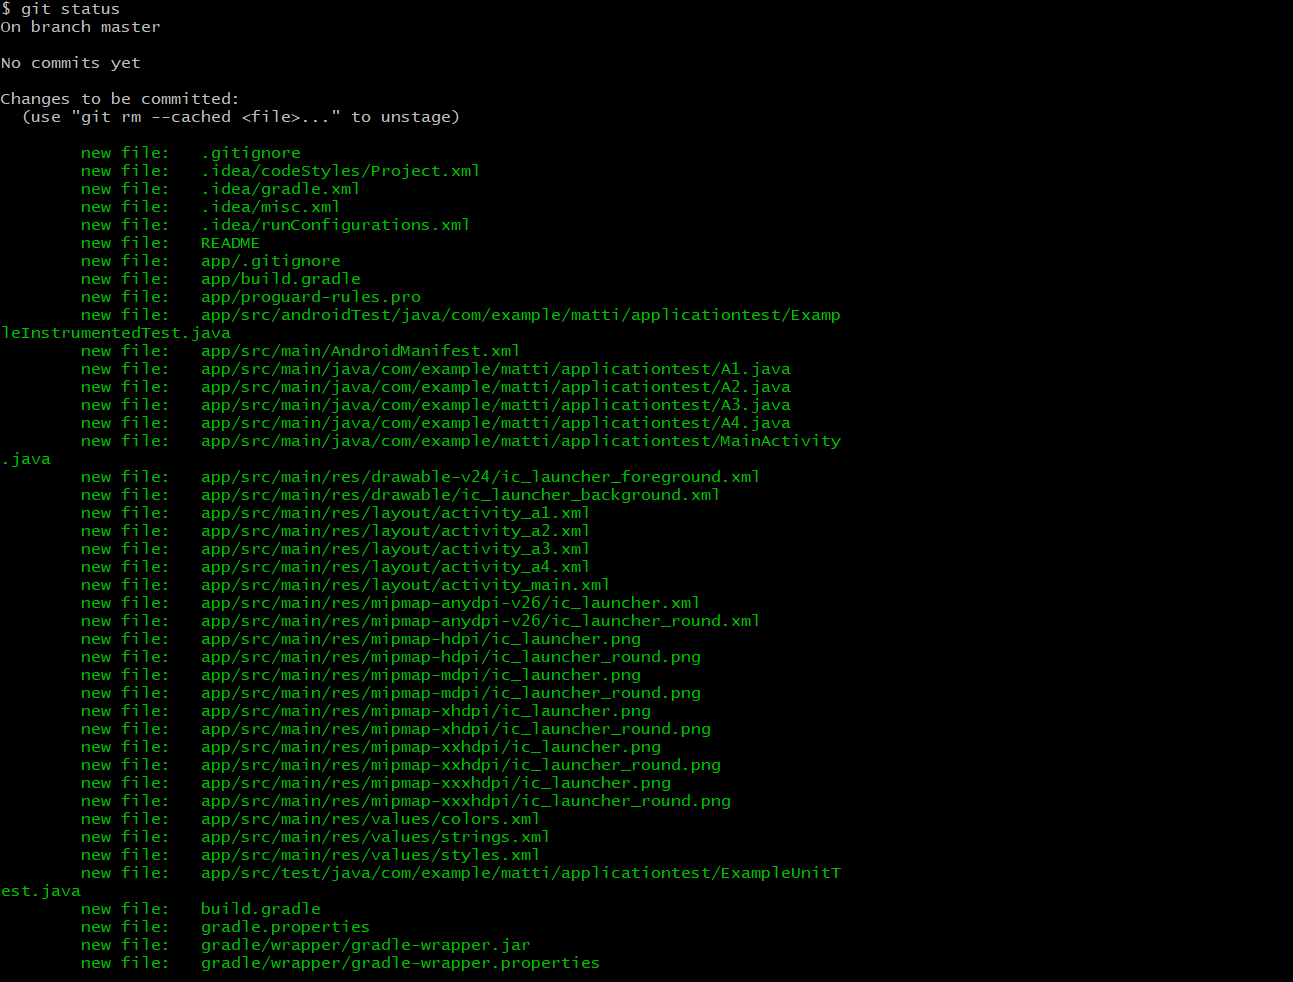 $ git status
On branch master
No commits yet
Changes to be committed:
(use "git rm --cached <file>..." to unstage)
new file: .gitignore
new file: .idea/codeStyles/Project.xml
new file: .idea/gradle.xml
new file: .idea/misc.xml
new file: .idea/runConfigurations.xml
new file: README
new file: app/.gitignore
new file: app/build.gradle
new file: app/proguard-rules.pro
new file: app/src/androidTest/java/com/example/matti/applicationtest/Examp
leInstrumentedTest.java
new file: app/src/main/AndroidManifest.xml
new file: app/src/main/java/com/example/matti/applicationtest/A1.java
new file: app/src/main/java/com/example/matti/applicationtest/A2.java
new file: app/src/main/java/com/example/matti/applicationtest/A3.java
new file: app/src/main/java/com/example/matti/applicationtest/A4.java
new file: app/src/main/java/com/example/matti/applicationtest/MainActivity
.java
new file: app/src/main/res/drawable-v24/ic_launcher_foreground.xml
new file: app/src/main/res/drawable/ic_launcher_background.xml
new file: app/src/main/res/layout/activity_a1.xml
new file: app/src/main/res/layout/activity_a2.xml
new file: app/src/main/res/layout/activity_a3.xml
new file: app/src/main/res/layout/activity_a4.xml
new file: app/src/main/res/layout/activity_main.xml
new file: app/src/main/res/mipmap-anydpi-v26/ic_launcher.xml
new file: app/src/main/res/mipmap-anydpi-v26/ic_launcher_round.xml
new file: app/src/main/res/mipmap-hdpi/ic_launcher.png
new file: app/src/main/res/mipmap-hdpi/ic_launcher_round.png
new file: app/src/main/res/mipmap-mdpi/ic_launcher.png
new file: app/src/main/res/mipmap-mdpi/ic_launcher_round.png
new file: app/src/main/res/mipmap-xhdpi/ic_launcher.png
new file: app/src/main/res/mipmap-xhdpi/ic_launcher_round.png
new file: app/src/main/res/mipmap-xxhdpi/ic_launcher.png
new file: app/src/main/res/mipmap-xxhdpi/ic_launcher_round.png
new file: app/src/main/res/mipmap-xxxhdpi/ic_launcher.png
new file: app/src/main/res/mipmap-xxxhdpi/ic_launcher_round.png
new file: app/src/main/res/values/colors.xml
new file: app/src/main/res/values/strings.xml
new file: app/src/main/res/values/styles.xml
new file: app/src/test/java/com/example/matti/applicationtest/ExampleUnitT
est.java
new file: build.gradle
new file: gradle.properties
new file: gradle/wrapper/gradle-wrapper.jar
new file: gradle/wrapper/gradle-wrapper.properties